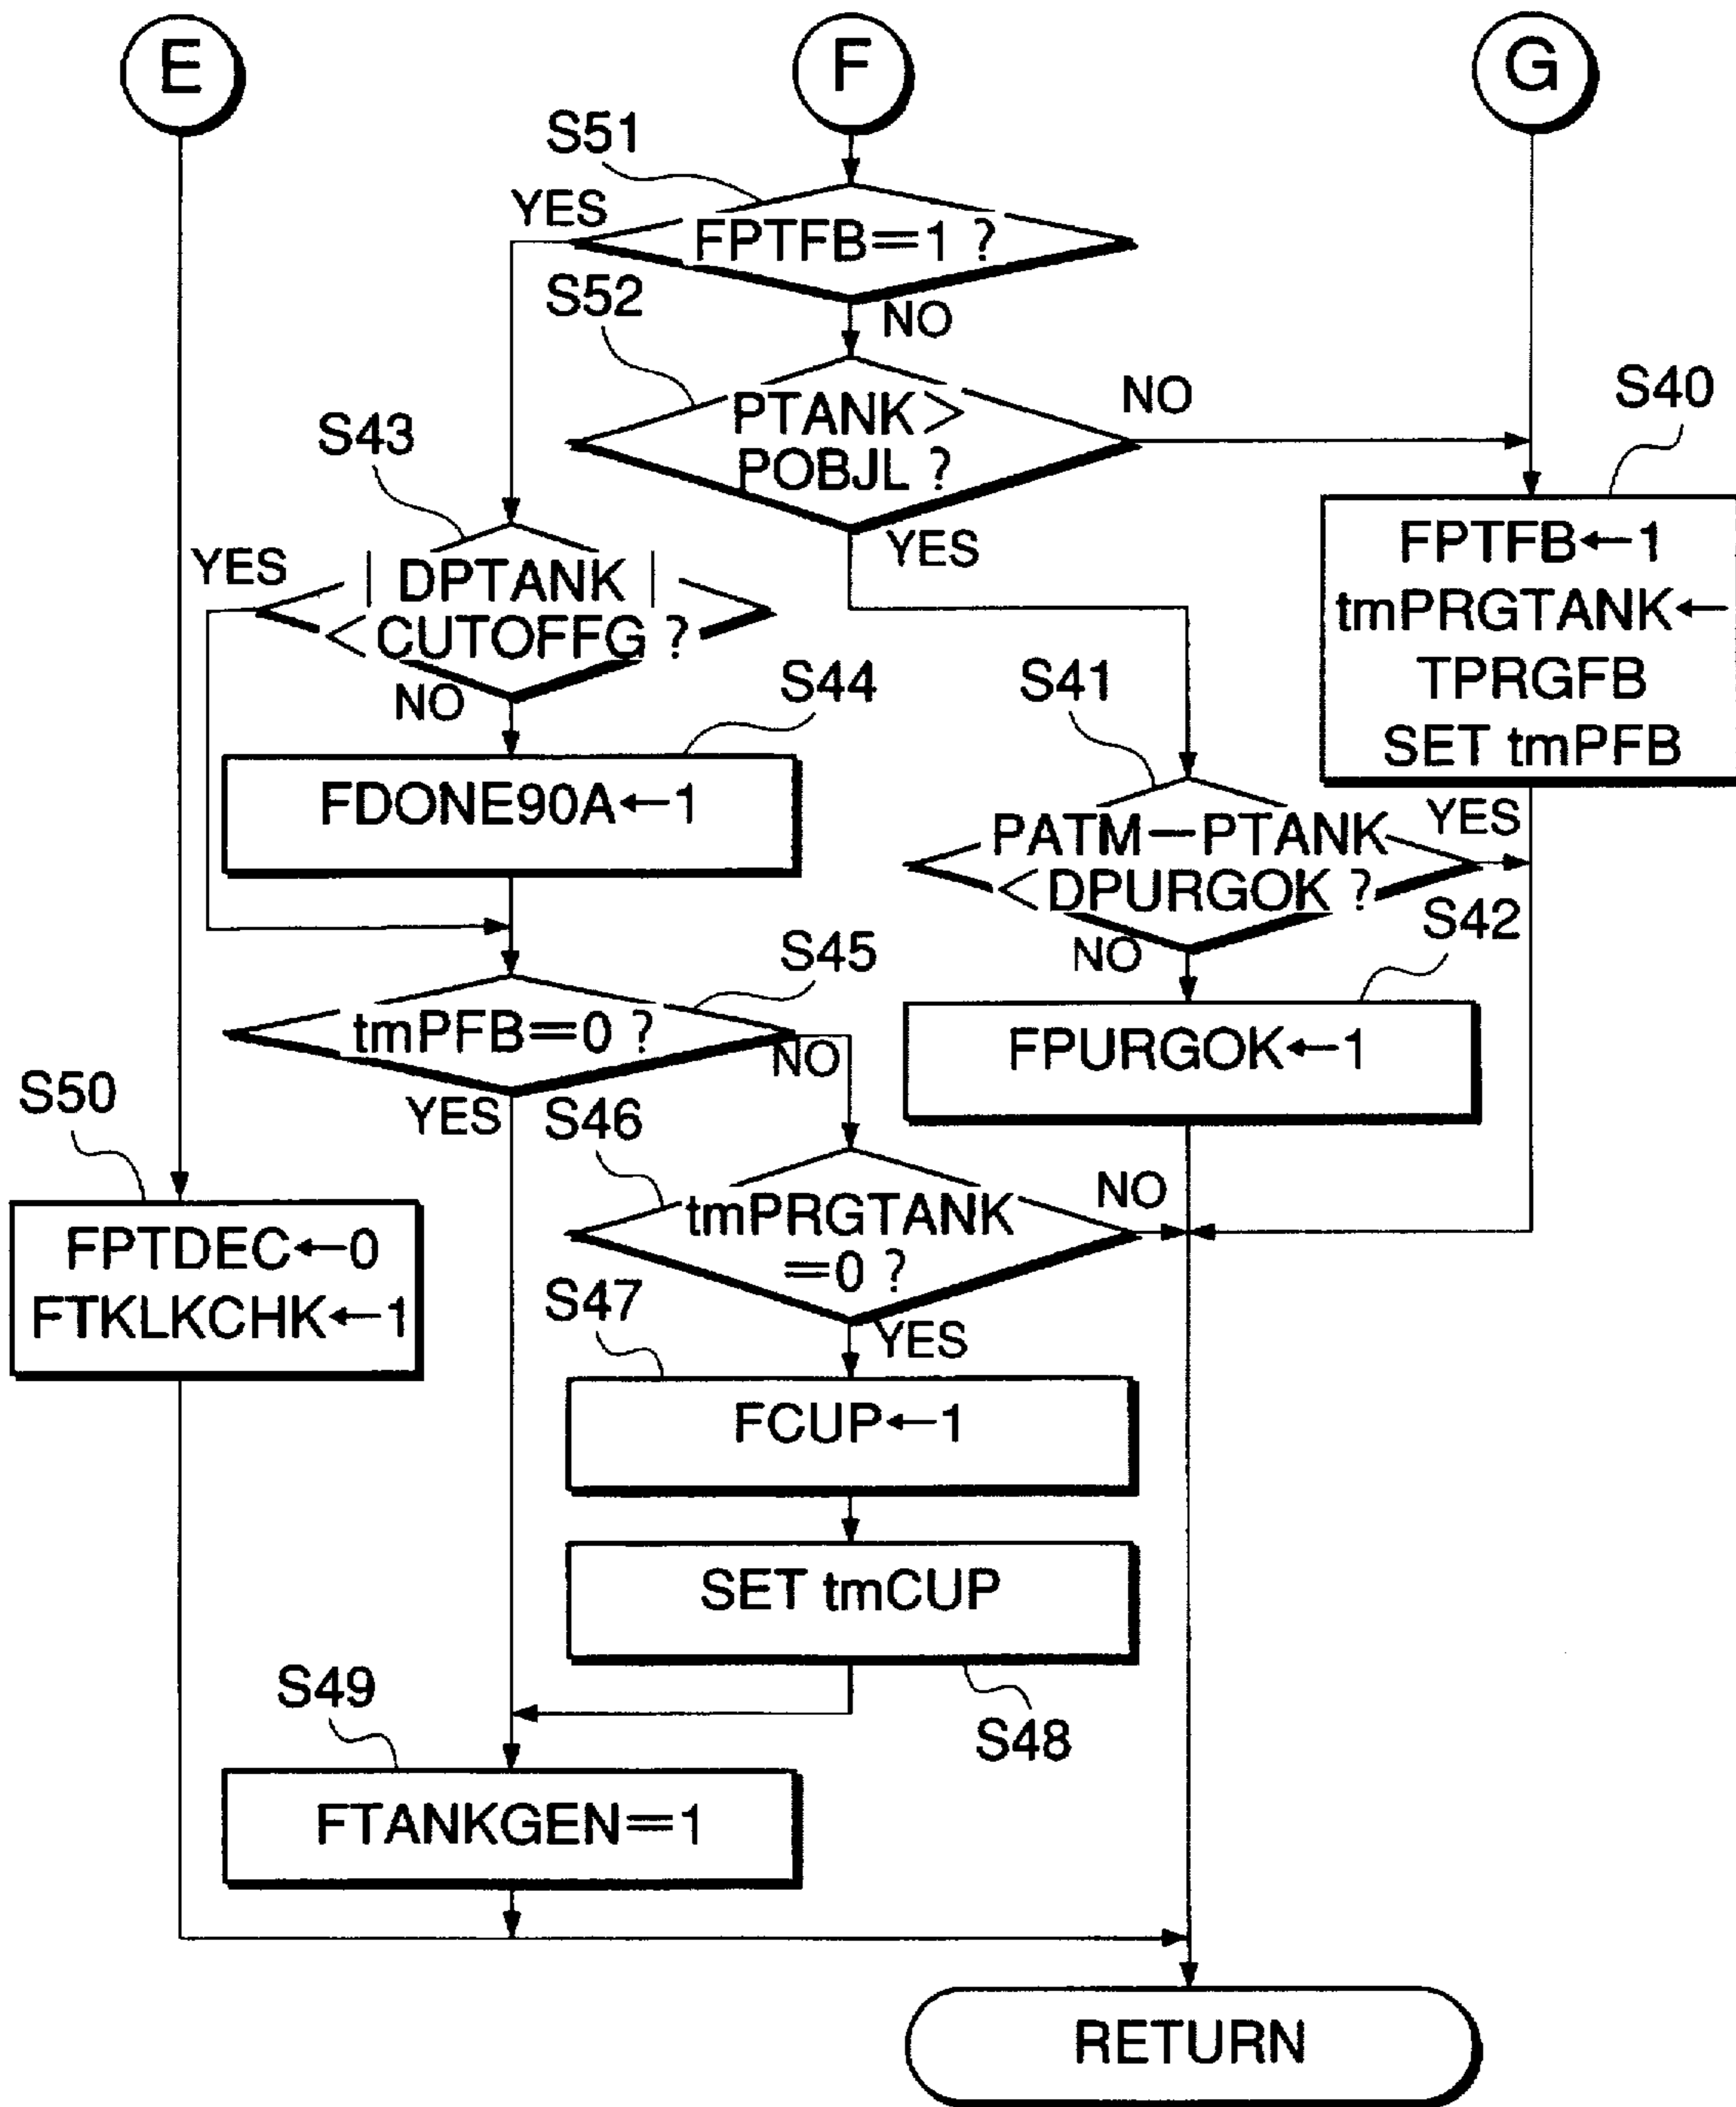 E
F
G
S51
YES
FPTFB=1 ?
S52
NO
PTANK>
POBJL ?
NO
S40
S43
YES
YES
| DPTANK |
<CUTOFFG ?
NO
FPTFB←1
tmPRGTANK←
TPRGFB
SET tmPFB
S44
S41
FDONE90A←1
PATM−PTANK
<DPURGOK ?
YES
S42
NO
S45
tmPFB=0 ?
NO
FPURGOK←1
S50
YES
S46
NO
tmPRGTANK
=0 ?
FPTDEC←0
FTKLKCHK←1
S47
YES
FCUP←1
SET tmCUP
S49
S48
FTANKGEN=1
RETURN